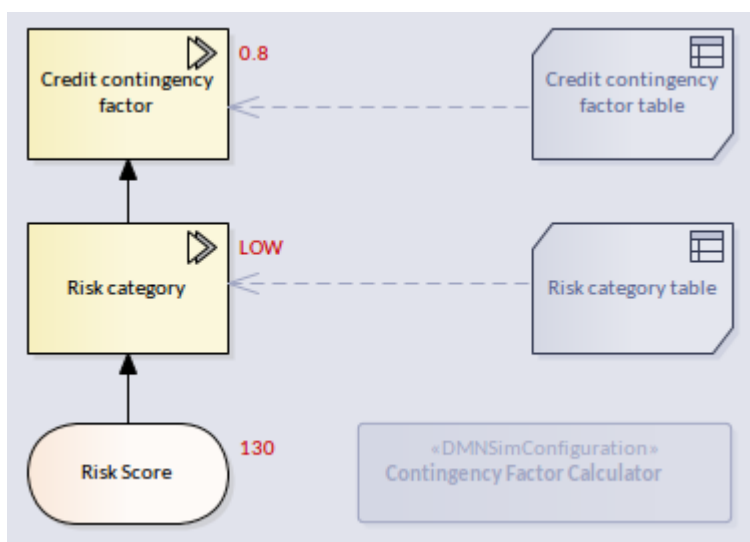 Credit contingency
factor
0.8
Credit contingency
factor table
Risk category
LOW
Risk category table
Risk Score
130
«DMNSimConfiguration»
Contingency Factor Calculator